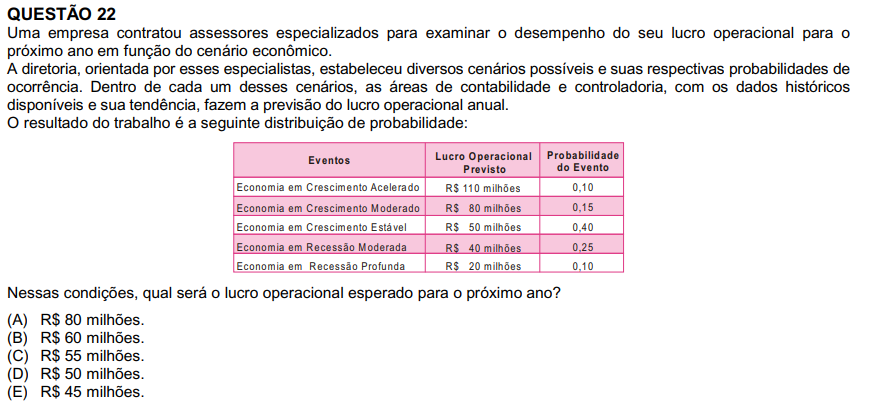 QUESTÃO 22
Uma empresa contratou assessores especializados para examinar o desempenho do seu lucro operacional para o
próximo ano em função do cenário econômico.
A diretoria, orientada por esses especialistas, estabeleceu diversos cenários possíveis e suas respectivas probabilidades de
ocorrência. Dentro de cada um desses cenários, as áreas de contabilidade e controladoria, com os dados históricos
disponíveis e sua tendência, fazem a previsão do lucro operacional anual.
O resultado do trabalho é a seguinte distribuição de probabilidade:
Eventos Lucro Operacional Previsto Probabilidade do Evento
Economia em Crescimento Acelerado R$ 110 milhões 0,10
Economia em Crescimento Moderado R$ 80 milhões 0,15
Economia em Crescimento Estável R$ 50 milhões 0,40
Economia em Recessão Moderada R$ 40 milhões 0,25
Economia em Recessão Profunda R$ 20 milhões 0,10
Nessas condições, qual será o lucro operacional esperado para o próximo ano?
(A) R$ 80 milhões.
(B) R$ 60 milhões.
(C) R$ 55 milhões.
(D) R$ 50 milhões.
(E) R$ 45 milhões.